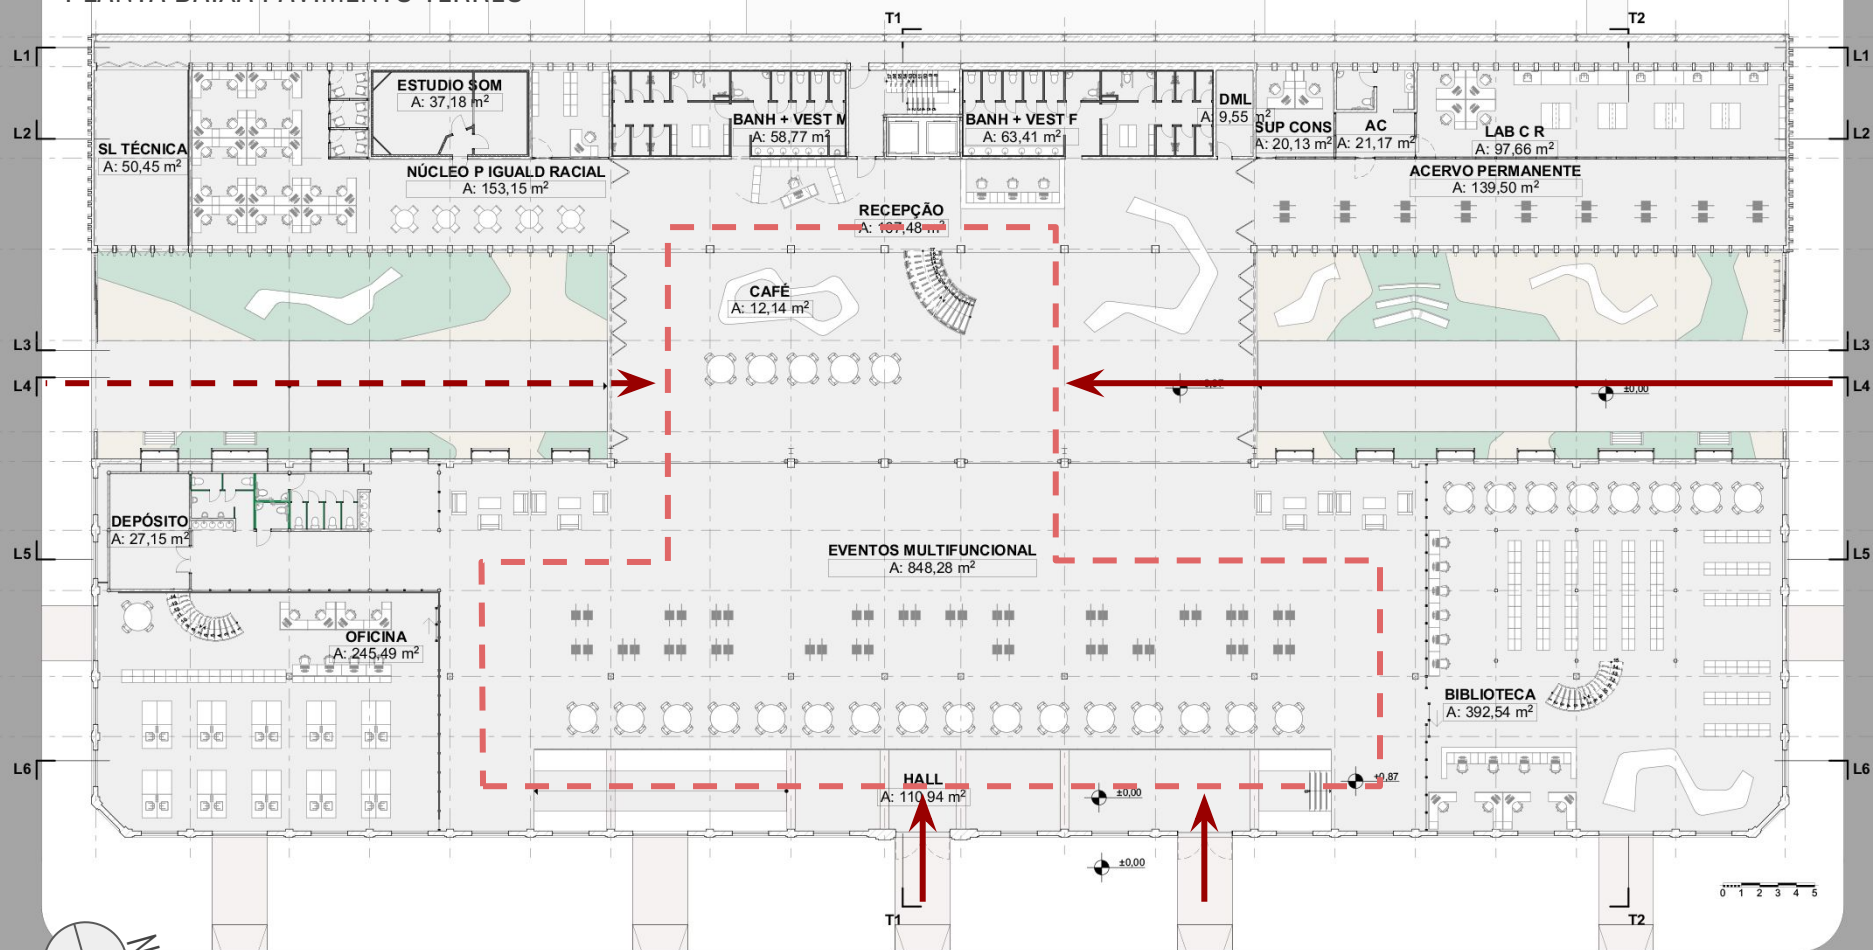 PLANTA BAIXA PAVIMENTO TÉRREO
T1
T2
L1
L1
L2
L2
ESTUDIO SOM
A: 37,18 m²
BANH + VEST M
A: 58,77 m²
BANH + VEST F
A: 63,41 m²
DML
A: 9,55 m²
SUP CONS
A: 20,13 m²
AC
A: 21,17 m²
LAB C R
A: 97,66 m²
SL TÉCNICA
A: 50,45 m²
NÚCLEO P IGUALD RACIAL
A: 153,15 m²
ACERVO PERMANENTE
A: 139,50 m²
RECEPÇÃO
CAFÉ
A: 12,14 m²
L3
L3
L4
L4
±0,00
DEPÓSITO
A: 27,15 m²
L5
L5
EVENTOS MULTIFUNCIONAL
A: 848,28 m²
OFICINA
A: 245,49 m²
BIBLIOTECA
A: 392,54 m²
L6
L6
HALL
A: 110,94 m²
+0,87
±0,00
±0,00
T1
T2
0 1 2 3 4 5